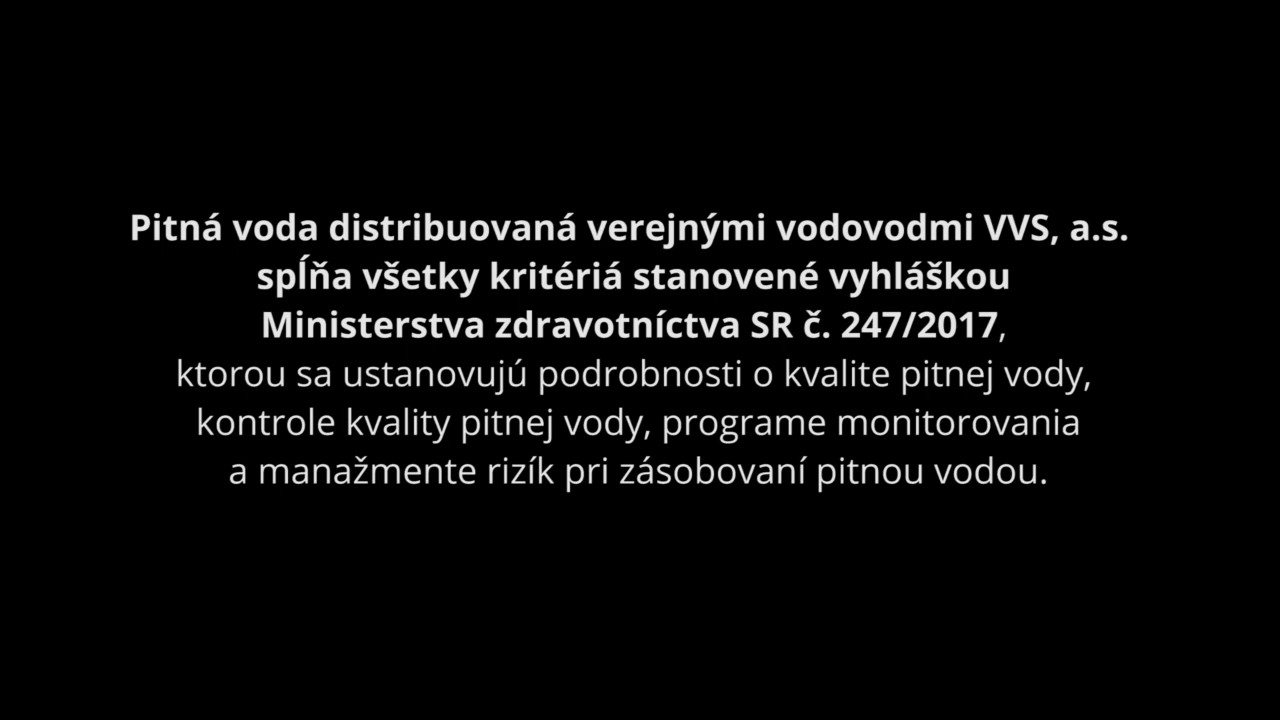 Pitná voda distribuovaná verejnými vodovodmi VVS, a.s.
spĺňa všetky kritériá stanovené vyhláškou
Ministerstva zdravotníctva SR č. 247/2017,
ktorou sa ustanovujú podrobnosti o kvalite pitnej vody,
kontrole kvality pitnej vody, programe monitorovania
a manažmente rizík pri zásobovaní pitnou vodou.